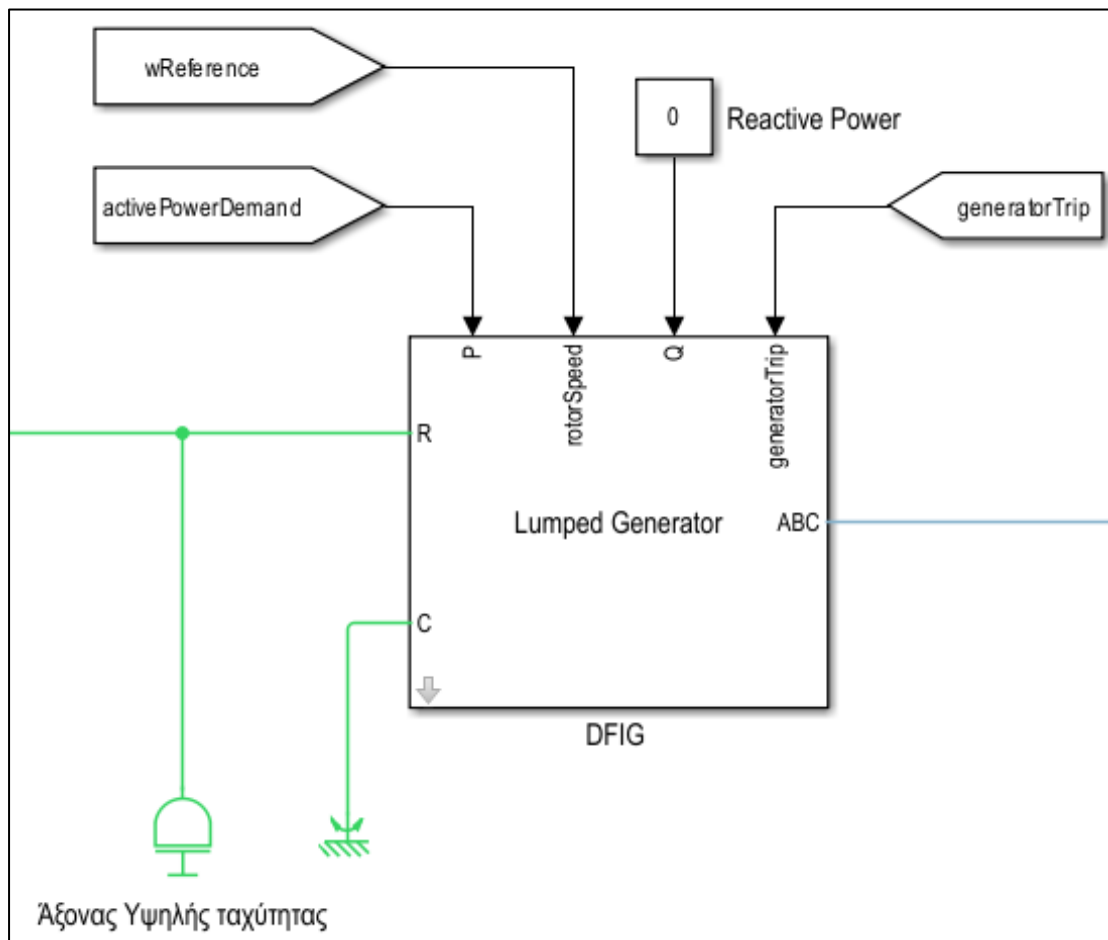 wReference
0
Reactive Power
activePowerDemand
generatorTrip
P
rotorSpeed
Q
generatorTrip
R
Lumped Generator
ABC
C
DFIG
Άξονας Υψηλής ταχύτητας